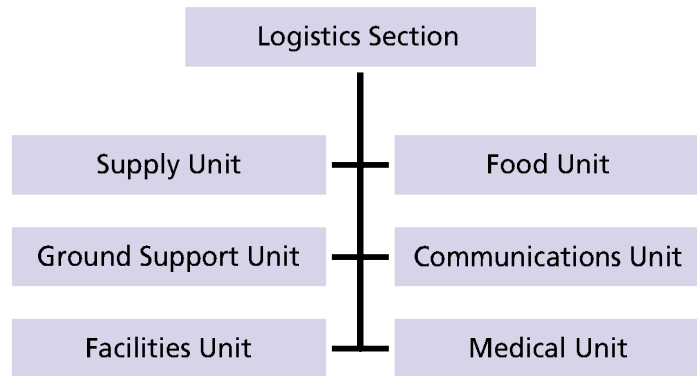 Logistics Section
Supply Unit
Food Unit
Ground Support Unit
Communications Unit
Facilities Unit
Medical Unit